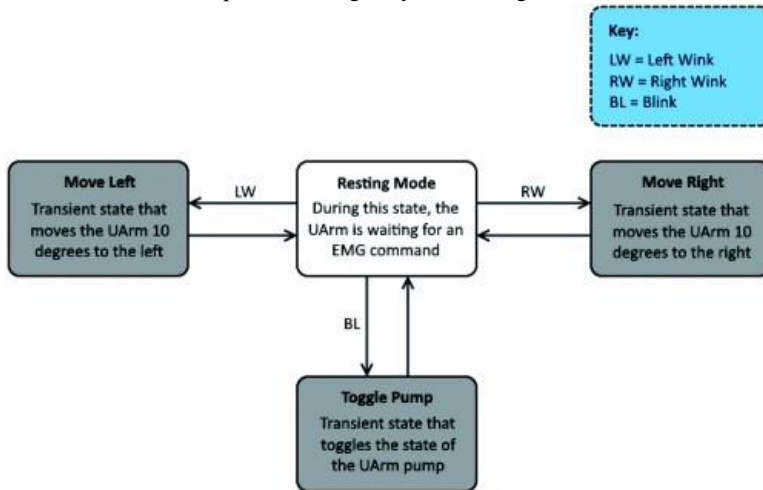 Key:
LW = Left Wink
RW = Right Wink
BL = Blink
Move Left
Transient state that
moves the UArm 10
degrees to the left
LW
Resting Mode
During this state, the
UArm is waiting for an
EMG command
RW
Move Right
Transient state that
moves the UArm 10
degrees to the right
BL
Toggle Pump
Transient state that
toggles the state of
the UArm pump